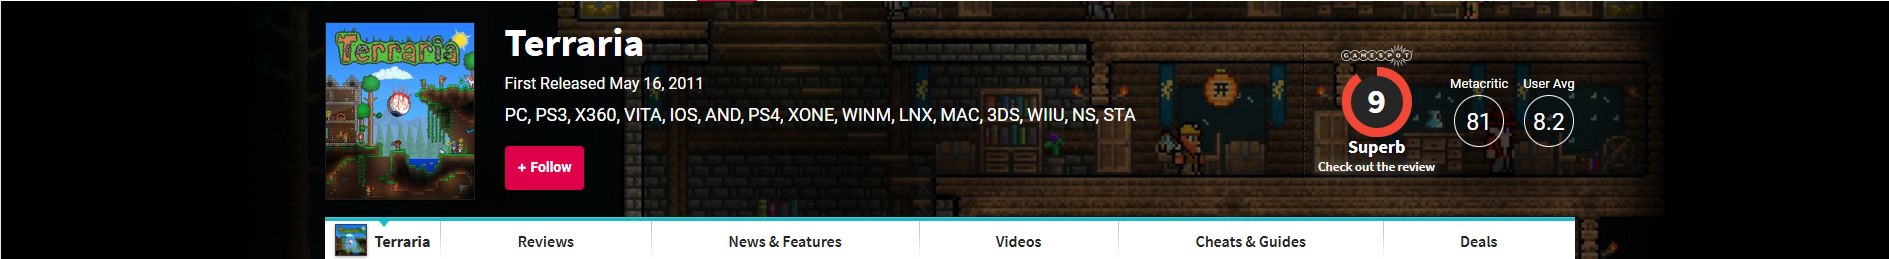 Terraria
Terraria
First Released May 16, 2011
PC, PS3, X360, VITA, IOS, AND, PS4, XONE, WINM, LNX, MAC, 3DS, WIIU, NS, STA
+ Follow
GAMESPOT
9
Superb
Check out the review
Metacritic
81
User Avg
8.2
Terraria
Terraria
Reviews
News & Features
Videos
Cheats & Guides
Deals